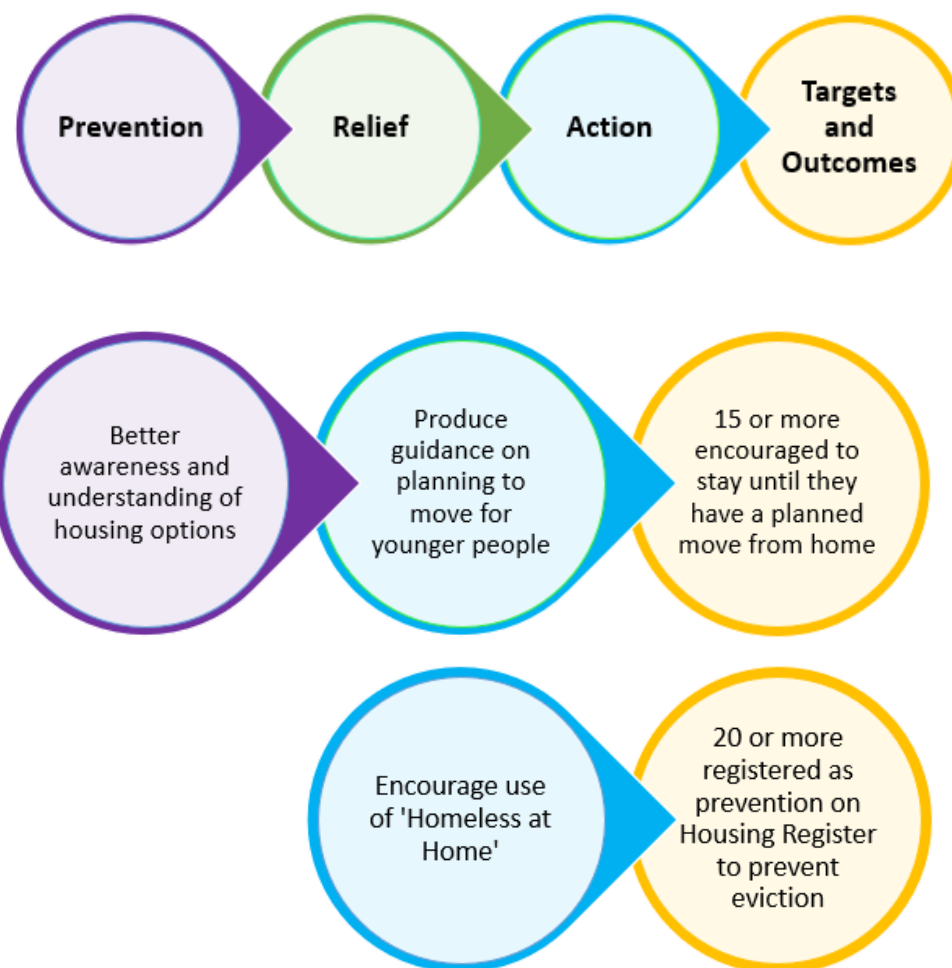 Prevention
Relief
Action
Targets
and
Outcomes
Better
awareness and
understanding of
housing options
Produce
guidance on
planning to
move for
younger people
15 or more
encouraged to
stay until they
have a planned
move from home
Encourage use
of 'Homeless at
Home'
20 or more
registered as
prevention on
Housing Register
to prevent
eviction